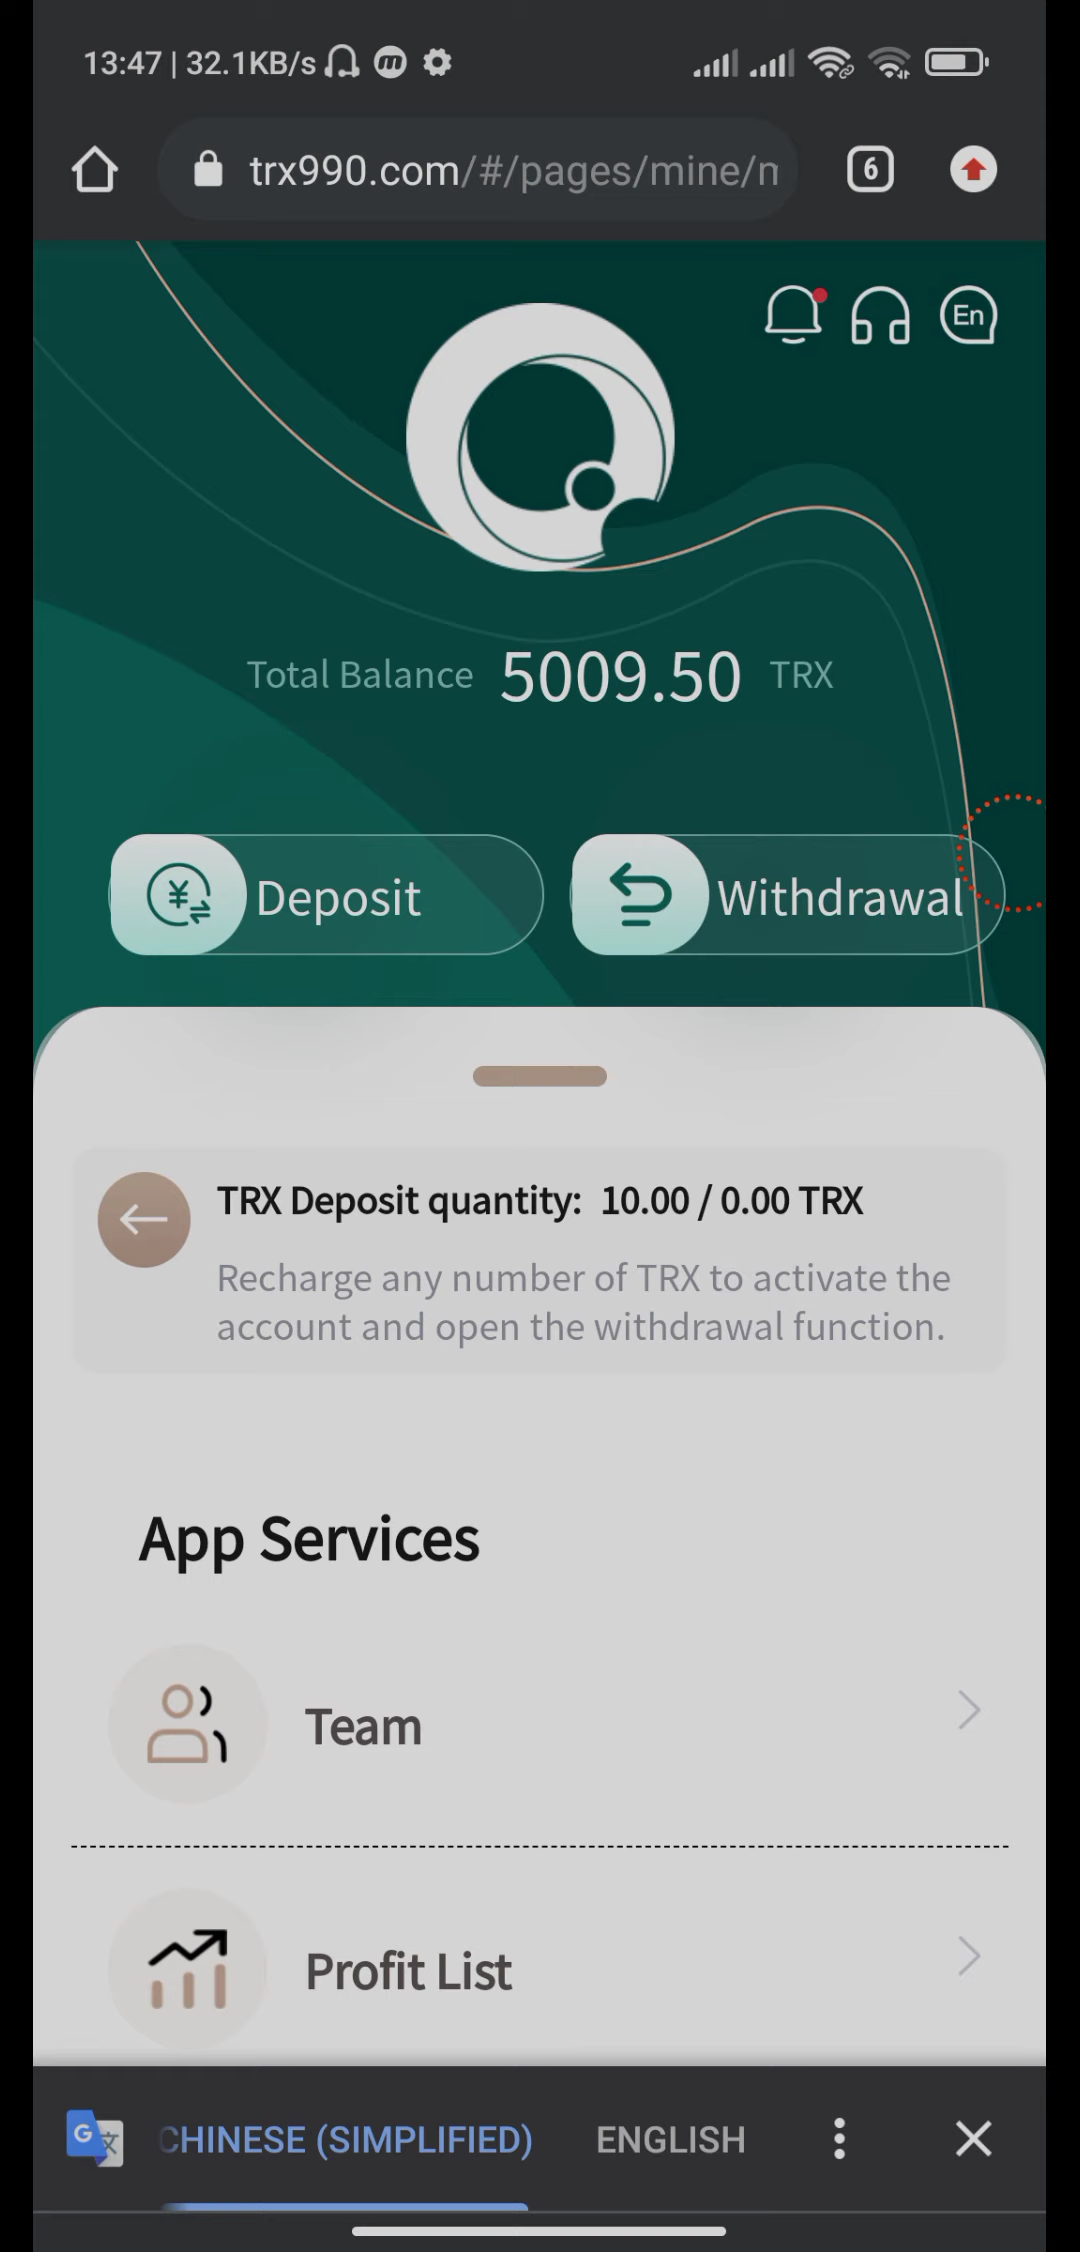 13:47 | 32.1KB/s
trx990.com/#/pages/mine/n
6
En
Total Balance 5009.50 TRX
Deposit
Withdrawal
TRX Deposit quantity: 10.00 / 0.00 TRX
Recharge any number of TRX to activate the
account and open the withdrawal function.
App Services
Team
Profit List
CHINESE (SIMPLIFIED) ENGLISH